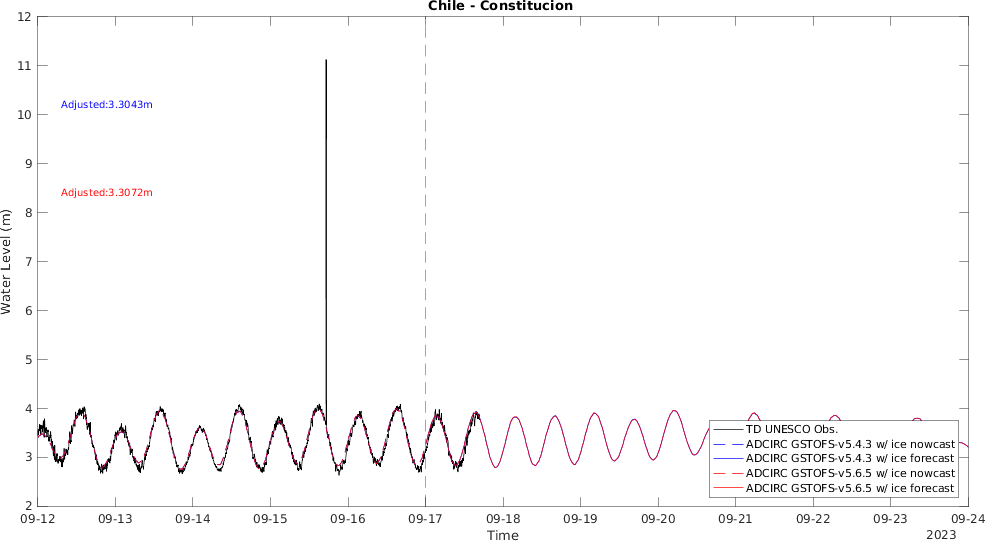 Chile - Constitucion
12
11
10
9
8
7
6
5
4
3
2
Water Level (m)
Adjusted:3.3043m
Adjusted:3.3072m
TD UNESCO Obs.
ADCIRC GSTOFS-v5.4.3 w/ ice nowcast
ADCIRC GSTOFS-v5.4.3 w/ ice forecast
ADCIRC GSTOFS-v5.6.5 w/ ice nowcast
ADCIRC GSTOFS-v5.6.5 w/ ice forecast
09-12 09-13 09-14 09-15 09-16 09-17 09-18 09-19 09-20 09-21 09-22 09-23 09-24
Time
2023